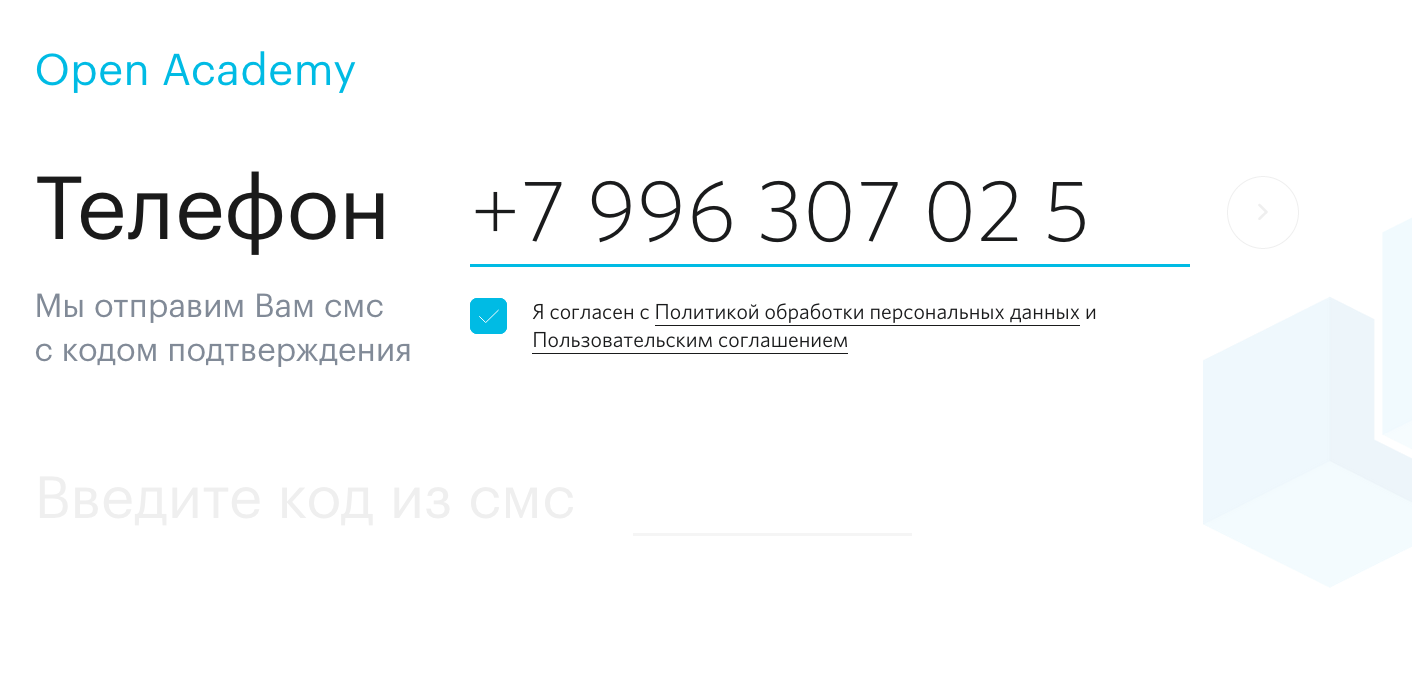 Open Academy
Телефон
+7 996 307 02 5
Мы отправим Вам смс
с кодом подтверждения
Я согласен с Политикой обработки персональных данных и
Пользовательским соглашением
Введите код из смс